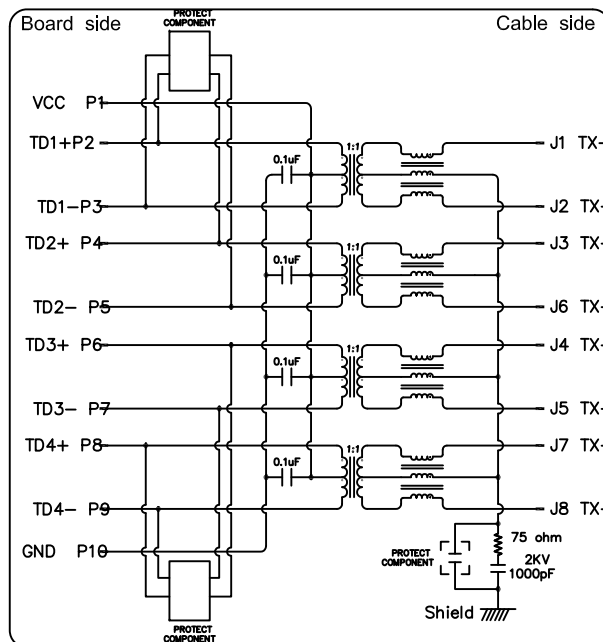 Board side
PROTECT
COMPONENT
Cable side
VCC P1
TD1+P2
1:1
J1 TX-
0.1uF
TD1-P3
J2 TX-
TD2+ P4
1:1
J3 TX-
0.1uF
TD2- P5
J6 TX-
TD3+ P6
1:1
J4 TX-
0.1uF
TD3- P7
J5 TX-
TD4+ P8
1:1
J7 TX-
0.1uF
TD4- P9
J8 TX-
GND P10
75 ohm
PROTECT
COMPONENT
2KV
1000pF
Shield
PROTECT
COMPONENT